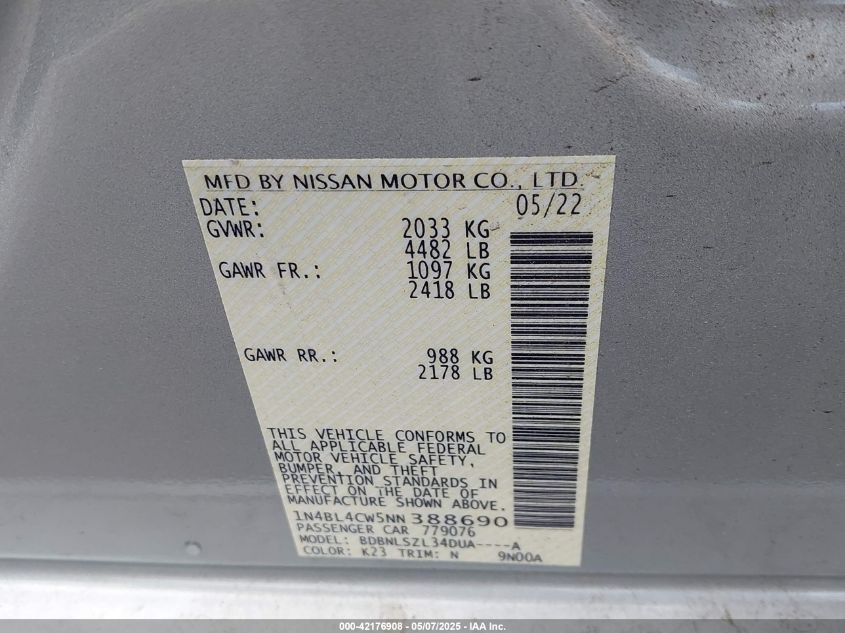 MFD BY NISSAN MOTOR CO., LTD.
DATE: 05/22
GVWR: 2033 KG
4482 LB
GAWR FR.: 1097 KG
2418 LB
GAWR RR.: 988 KG
2178 LB
THIS VEHICLE CONFORMS TO
ALL APPLICABLE FEDERAL
MOTOR VEHICLE SAFETY,
BUMPER, AND THEFT
PREVENTION STANDARDS IN
EFFECT ON THE DATE OF
MANUFACTURE SHOWN ABOVE.
1N4BL4CW5NN388690
PASSENGER CAR 779076
MODEL: BDBNLSZL34DUA----A
COLOR: K23 TRIM: N 9N00A
000-42176908 - 05/07/2025 - IAA Inc.